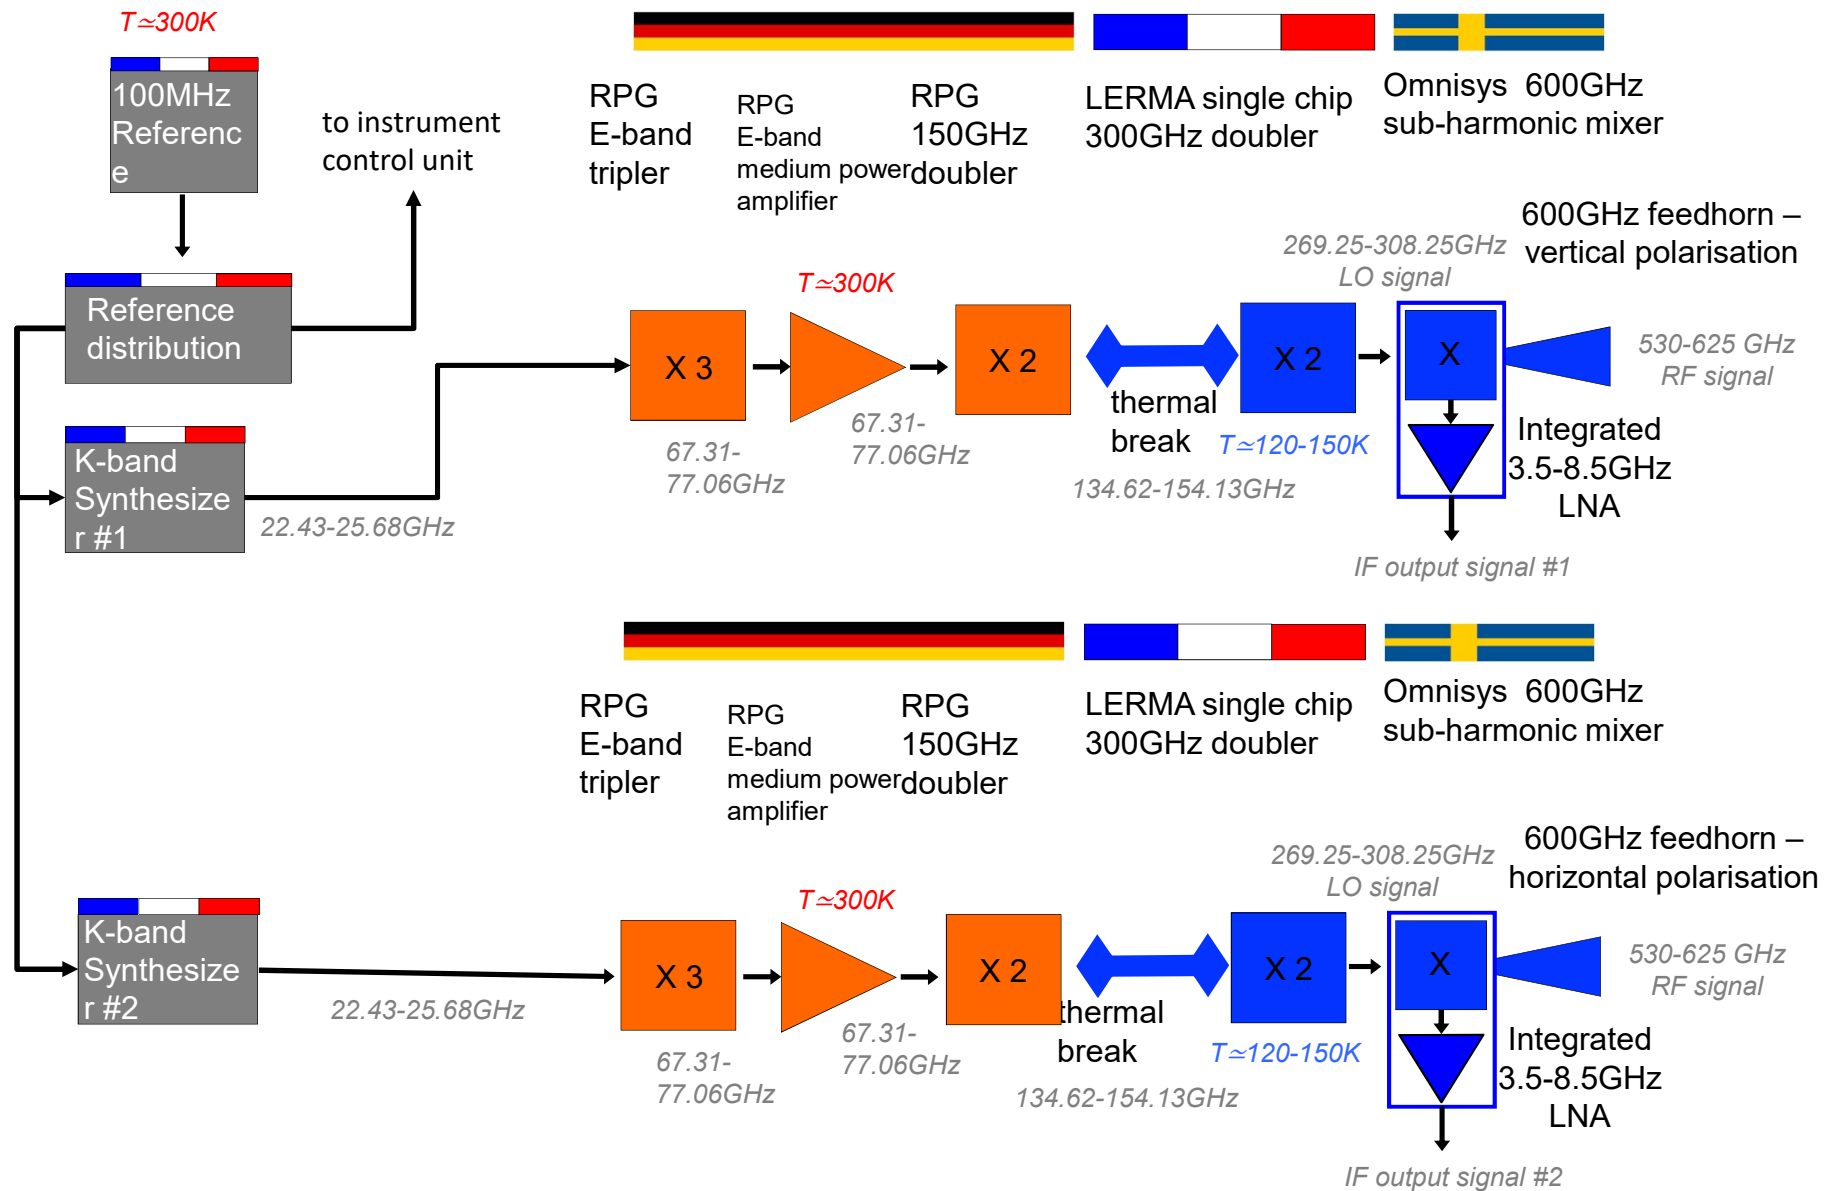 T≃300K
100MHz
Referenc
e
to instrument
control unit
RPG
E-band
tripler
RPG
E-band
medium power
amplifier
RPG
150GHz
doubler
LERMA single chip
300GHz doubler
Omnisys  600GHz
sub-harmonic mixer
600GHz feedhorn –
vertical polarisation
269.25-308.25GHz
LO signal
Reference
distribution
T≃300K
X 3
X 2
X 2
X
530-625 GHz
RF signal
thermal
break
67.31-
77.06GHz
67.31-
77.06GHz
T≃120-150K
134.62-154.13GHz
Integrated
3.5-8.5GHz
LNA
K-band
Synthesize
r #1
22.43-25.68GHz
IF output signal #1
RPG
E-band
tripler
RPG
E-band
medium power
amplifier
RPG
150GHz
doubler
LERMA single chip
300GHz doubler
Omnisys  600GHz
sub-harmonic mixer
600GHz feedhorn –
horizontal polarisation
269.25-308.25GHz
LO signal
T≃300K
K-band
Synthesize
r #2
22.43-25.68GHz
X 3
X 2
X 2
X
530-625 GHz
RF signal
thermal
break
67.31-
77.06GHz
67.31-
77.06GHz
T≃120-150K
134.62-154.13GHz
Integrated
3.5-8.5GHz
LNA
IF output signal #2